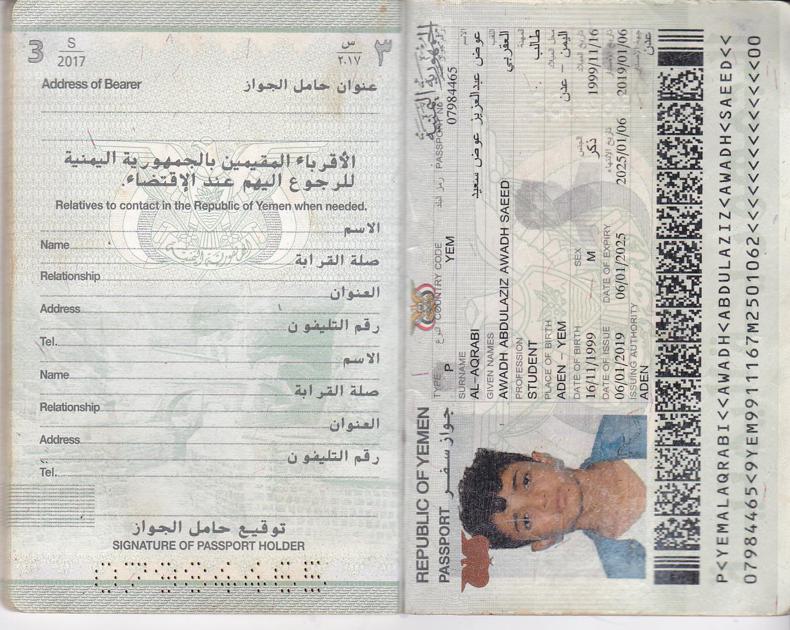 3
S
2017
Address of Bearer
عنوان حامل الجواز
س
٢٠١٧
٣
الأقرباء المقيمين بالجمهورية اليمنية
للرجوع اليهم عند الإقتضاء
Relatives to contact in the Republic of Yemen when needed.
Name الاسم
Relationship صلة القرابة
Address العنوان
Tel. رقم التليفون
Name الاسم
Relationship صلة القرابة
Address العنوان
Tel. رقم التليفون
توقيع حامل الجواز
SIGNATURE OF PASSPORT HOLDER
REPUBLIC OF YEMEN الجمهورية اليمنية
PASSPORT جواز سفر
TYPE النوع COUNTRY CODE رمز البلد PASSPORT No
P YEM 07984465
SURNAME الاسم
AL-AQRABI عوض عبدالعزيز عوض سعيد
GIVEN NAMES اللقب
AWADH ABDULAZIZ AWADH SAEED العقربي
PROFESSION المهنة
STUDENT طالب
PLACE OF BIRTH محل الميلاد
ADEN - YEM اليمن - عدن
DATE OF BIRTH SEX الجنس تاريخ الميلاد
16/11/1999 M ذكر 1999/11/16
DATE OF ISSUE DATE OF EXPIRY تاريخ الانتهاء تاريخ الاصدار
06/01/2019 06/01/2025 2025/01/06 2019/01/06
ISSUING AUTHORITY جهة الاصدار
ADEN عدن
P<YEMALAQRABI<<AWADH<ABDULAZIZ<AWADH<SAEED<<
07984465<9YEM9911167M2501062<<<<<<<<<<<<<<00